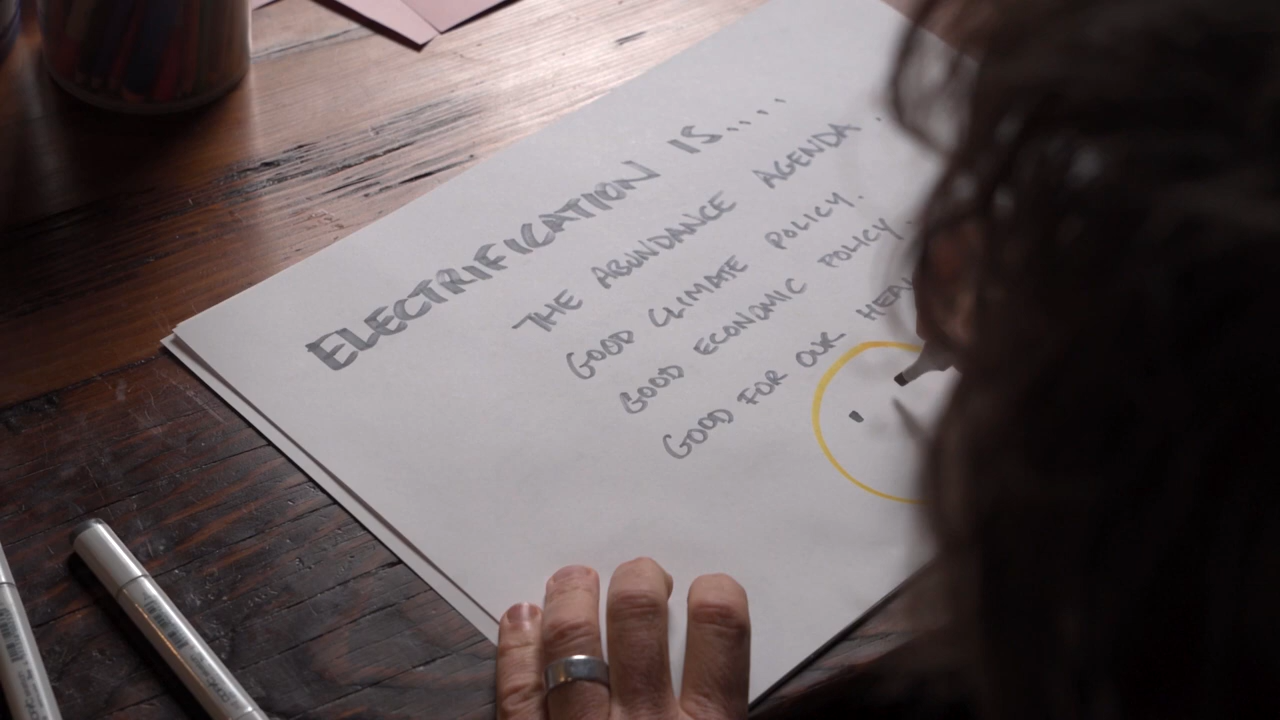 ELECTRIFICATION IS....
THE ABUNDANCE AGENDA.
GOOD CLIMATE POLICY.
GOOD ECONOMIC POLICY.
GOOD FOR OUR